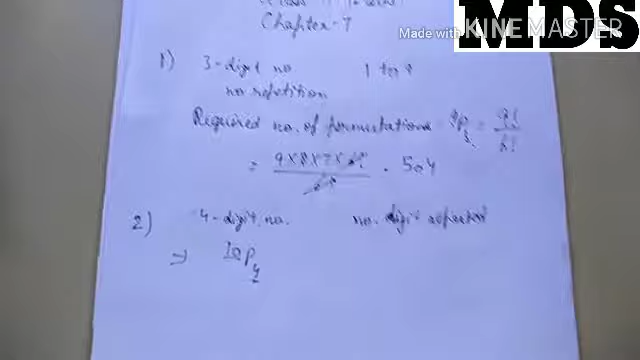 MDS
Made with KINEMASTER
Chapter-7
1) 3-digit no 1 to 9
no repetition
Required no. of permutations = ⁹P₃ = 9!/6!
= 9×8×7×6!/6! = 504
2) 4-digit no. no. digit repeated
⇒ 10P₄